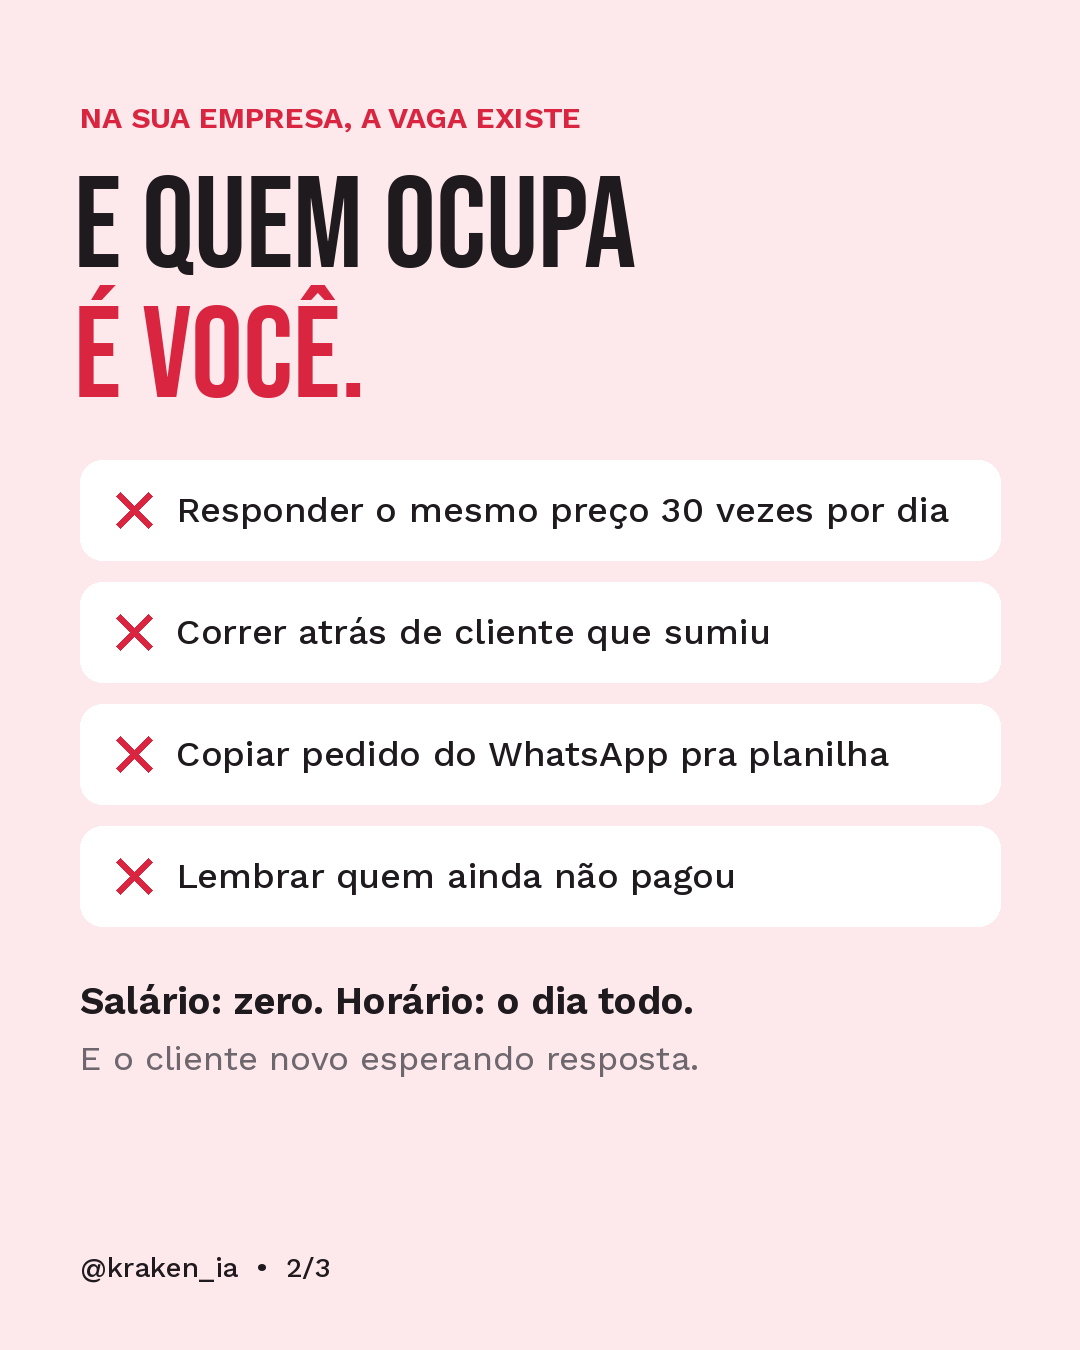 NA SUA EMPRESA, A VAGA EXISTE
E QUEM OCUPA
É VOCÊ.
Responder o mesmo preço 30 vezes por dia
Correr atrás de cliente que sumiu
Copiar pedido do WhatsApp pra planilha
Lembrar quem ainda não pagou
Salário: zero. Horário: o dia todo.
E o cliente novo esperando resposta.
@kraken_ia • 2/3